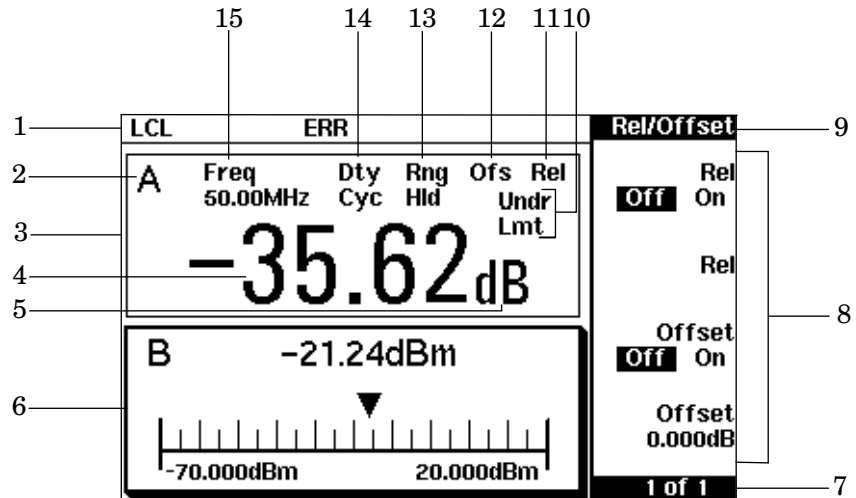 15 14 13 12 11 10
1 LCL ERR Rel/Offset 9
2 A Freq Dty Rng Ofs Rel Rel
50.00MHz Cyc Hld Undr Off On
3 Lmt
4 -35.62 dB Rel
5
8
B -21.24dBm Offset
Off On
6
Offset
-70.000dBm 20.000dBm 0.000dB
1 of 1 7